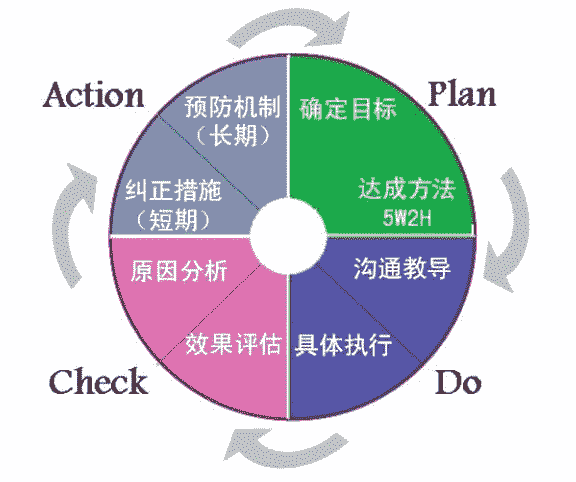 Action
Plan
预防机制
（长期）
确定目标
纠正措施
（短期）
达成方法
5W2H
原因分析
沟通教导
效果评估
具体执行
Check
Do